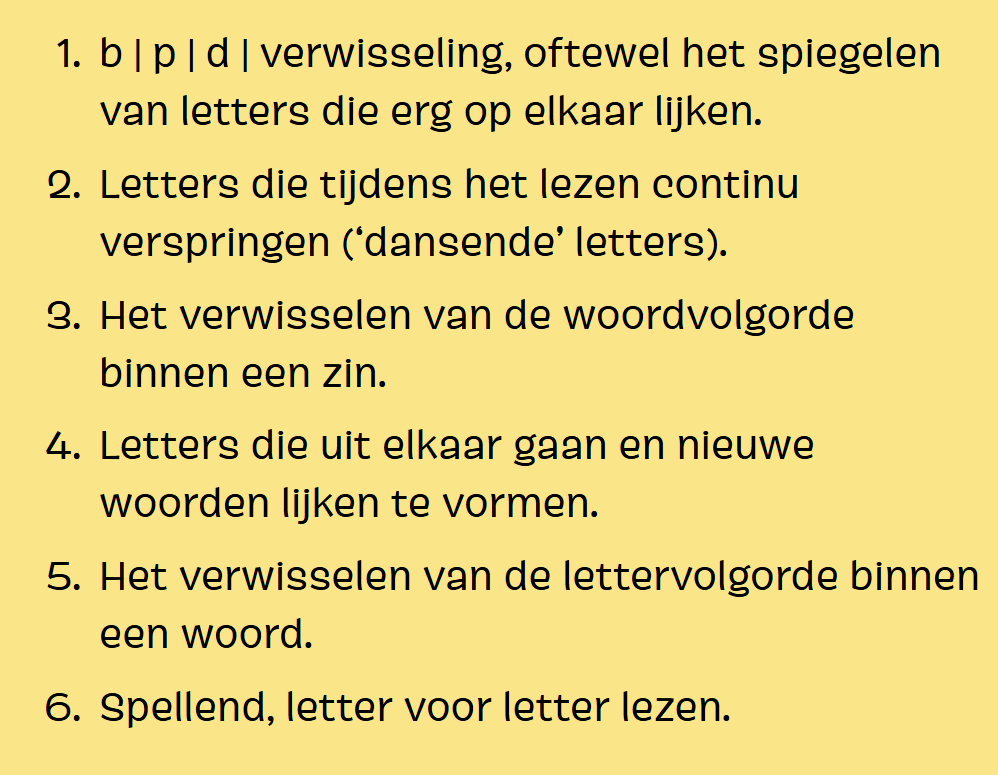 1. b | p | d | verwisseling, oftewel het spiegelen
van letters die erg op elkaar lijken.
2. Letters die tijdens het lezen continu
verspringen (‘dansende’ letters).
3. Het verwisselen van de woordvolgorde
binnen een zin.
4. Letters die uit elkaar gaan en nieuwe
woorden lijken te vormen.
5. Het verwisselen van de lettervolgorde binnen
een woord.
6. Spellend, letter voor letter lezen.